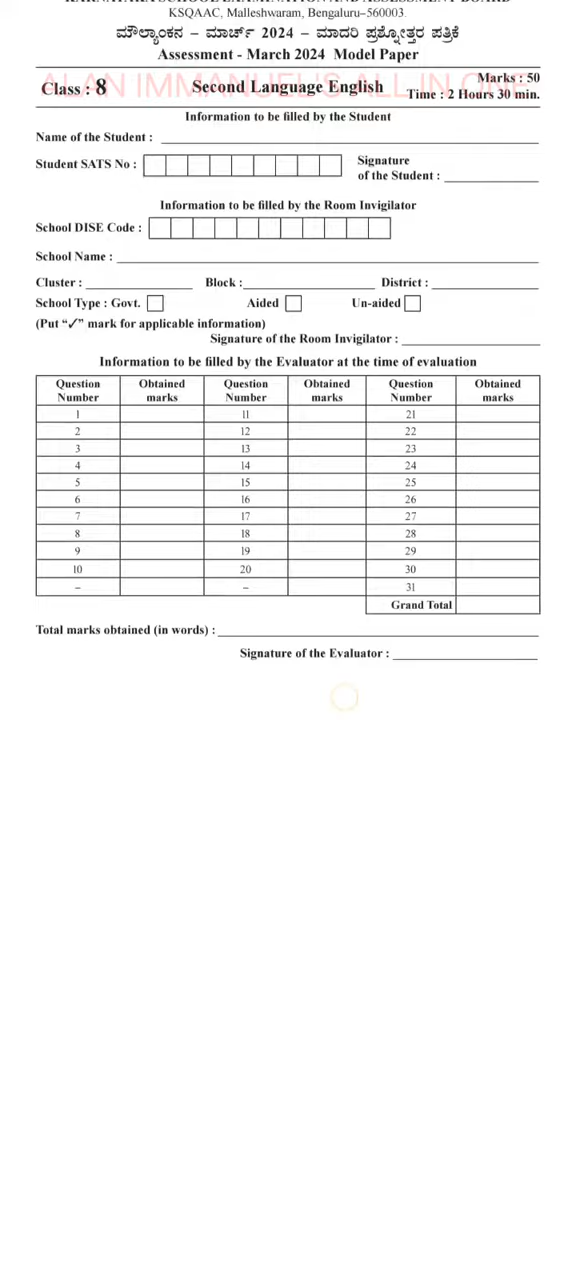 KARNATAKA SCHOOL EXAMINATION AND ASSESSMENT BOARD
KSQAAC, Malleshwaram, Bengaluru–560003.
ಮೌಲ್ಯಾಂಕನ – ಮಾರ್ಚ್ 2024 – ಮಾದರಿ ಪ್ರಶ್ನೋತ್ತರ ಪತ್ರಿಕೆ
Assessment - March 2024 Model Paper
ALAN IMMANUEL'S ALL IN ONE
Class : 8 Second Language English Marks : 50
Time : 2 Hours 30 min.
Information to be filled by the Student
Name of the Student :
Student SATS No : Signature
of the Student :
Information to be filled by the Room Invigilator
School DISE Code :
School Name :
Cluster : Block : District :
School Type : Govt. Aided Un-aided
(Put “✓” mark for applicable information)
Signature of the Room Invigilator :
Information to be filled by the Evaluator at the time of evaluation
Question Number Obtained marks Question Number Obtained marks Question Number Obtained marks
1 11 21
2 12 22
3 13 23
4 14 24
5 15 25
6 16 26
7 17 27
8 18 28
9 19 29
10 20 30
– – 31
Grand Total
Total marks obtained (in words) :
Signature of the Evaluator :